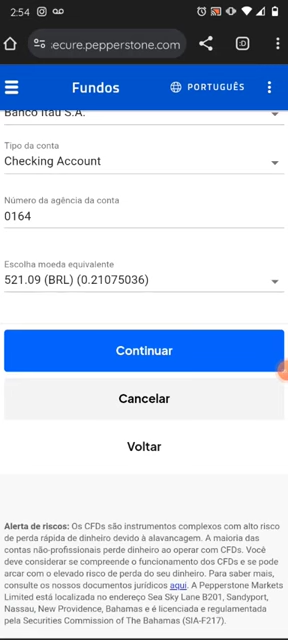 2:54
ecure.pepperstone.com
Fundos
PORTUGUÊS
Banco Itaú S.A.
Tipo da conta
Checking Account
Número da agência da conta
0164
Escolha moeda equivalente
521.09 (BRL) (0.21075036)
Continuar
Cancelar
Voltar
Alerta de riscos: Os CFDs são instrumentos complexos com alto risco
de perda rápida de dinheiro devido à alavancagem. A maioria das
contas não-profissionais perde dinheiro ao operar com CFDs. Você
deve considerar se compreende o funcionamento dos CFDs e se pode
arcar com o elevado risco de perda do seu dinheiro. Para saber mais,
consulte os nossos documentos jurídicos aqui. A Pepperstone Markets
Limited está localizada no endereço Sea Sky Lane B201, Sandyport,
Nassau, New Providence, Bahamas e é licenciada e regulamentada
pela Securities Commission of The Bahamas (SIA-F217).